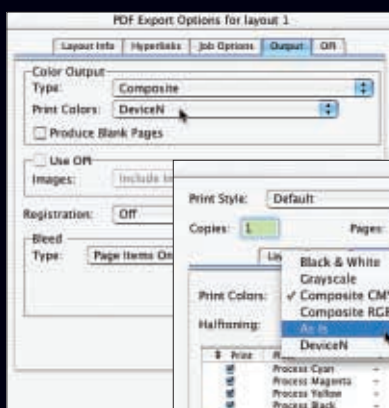 PDF Export Options for layout 1
Layout Info Hyperlinks Job Options Output OPI
Color Output
Type: Composite
Print Colors: DeviceN
Produce Blank Pages
Use OPI
Images: Include
Registration: Off
Bleed
Type: Page Items On
Print Style: Default
Copies: 1 Pages:
Print Colors:
Halftoning:
Black & White
Grayscale
✓ Composite CM
Composite RGB
As Is
DeviceN
Print
Process Cyan
Process Magenta
Process Yellow
Process Black